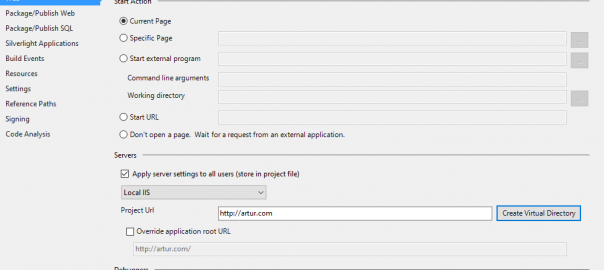 Web
Package/Publish Web
Package/Publish SQL
Silverlight Applications
Build Events
Resources
Settings
Reference Paths
Signing
Code Analysis
Start Action
Current Page
Specific Page
...
Start external program
...
Command line arguments
Working directory
...
Start URL
Don't open a page. Wait for a request from an external application.
Servers
Apply server settings to all users (store in project file)
Local IIS
Project Url
http://artur.com
Create Virtual Directory
Override application root URL
http://artur.com/
Debuggers